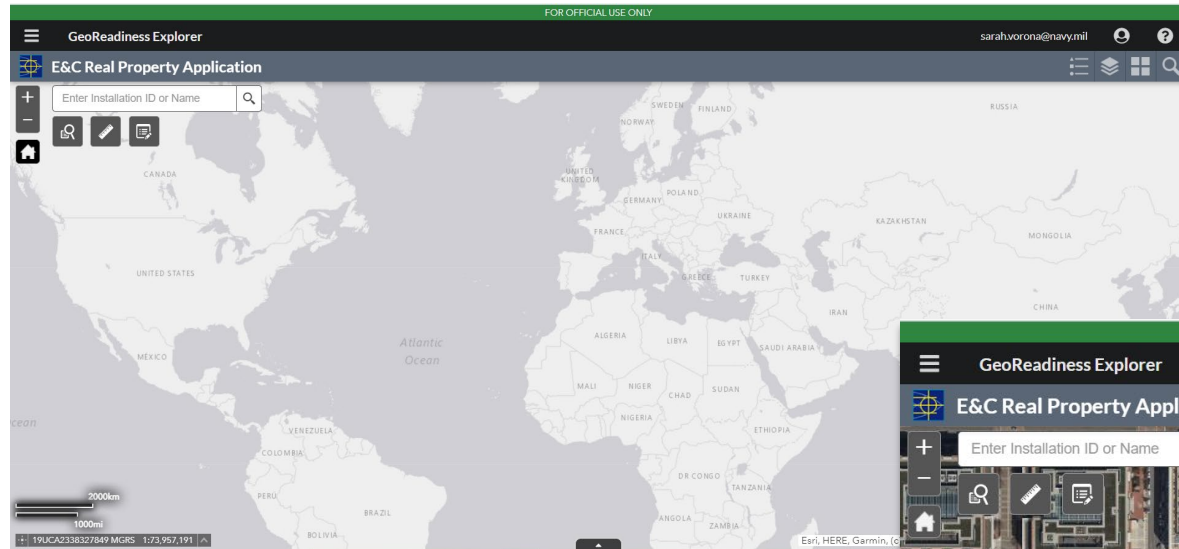 FOR OFFICIAL USE ONLY
GeoReadiness Explorer
sarah.vorona@navy.mil
E&C Real Property Application
Enter Installation ID or Name
SWEDEN
FINLAND
RUSSIA
NORWAY
CANADA
UNITED
KINGDOM
POLAND
GERMANY
UKRAINE
KAZAKHSTAN
FRANCE
MONGOLIA
ITALY
UNITED STATES
GREECE
TURKEY
CHINA
IRAN
Atlantic
Ocean
ALGERIA
LIBYA
EGYPT
SAUDI ARABIA
MÉXICO
MALI
NIGER
CHAD
SUDAN
NIGERIA
ETHIOPIA
cean
VENEZUELA
COLOMBIA
DR CONGO
TANZANIA
PERU
BRAZIL
ANGOLA
ZAMBIA
BOLIVIA
2000km
1000mi
19UCA2338327849 MGRS 1:73,957,191
Esri, HERE, Garmin, (c
GeoReadiness Explorer
E&C Real Property Appl
Enter Installation ID or Name